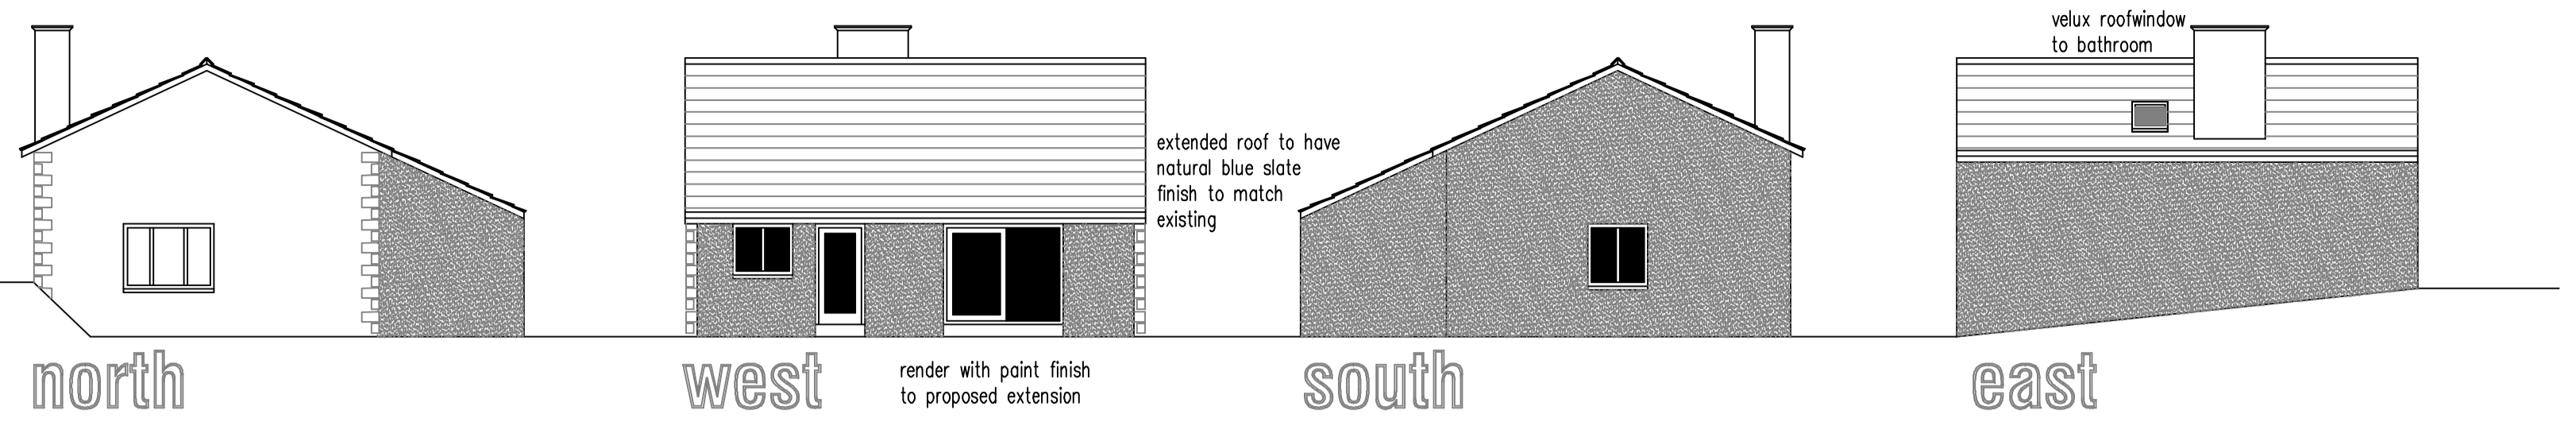 velux roofwindow
to bathroom
extended roof to have
natural blue slate
finish to match
existing
north
west
render with paint finish
to proposed extension
south
east